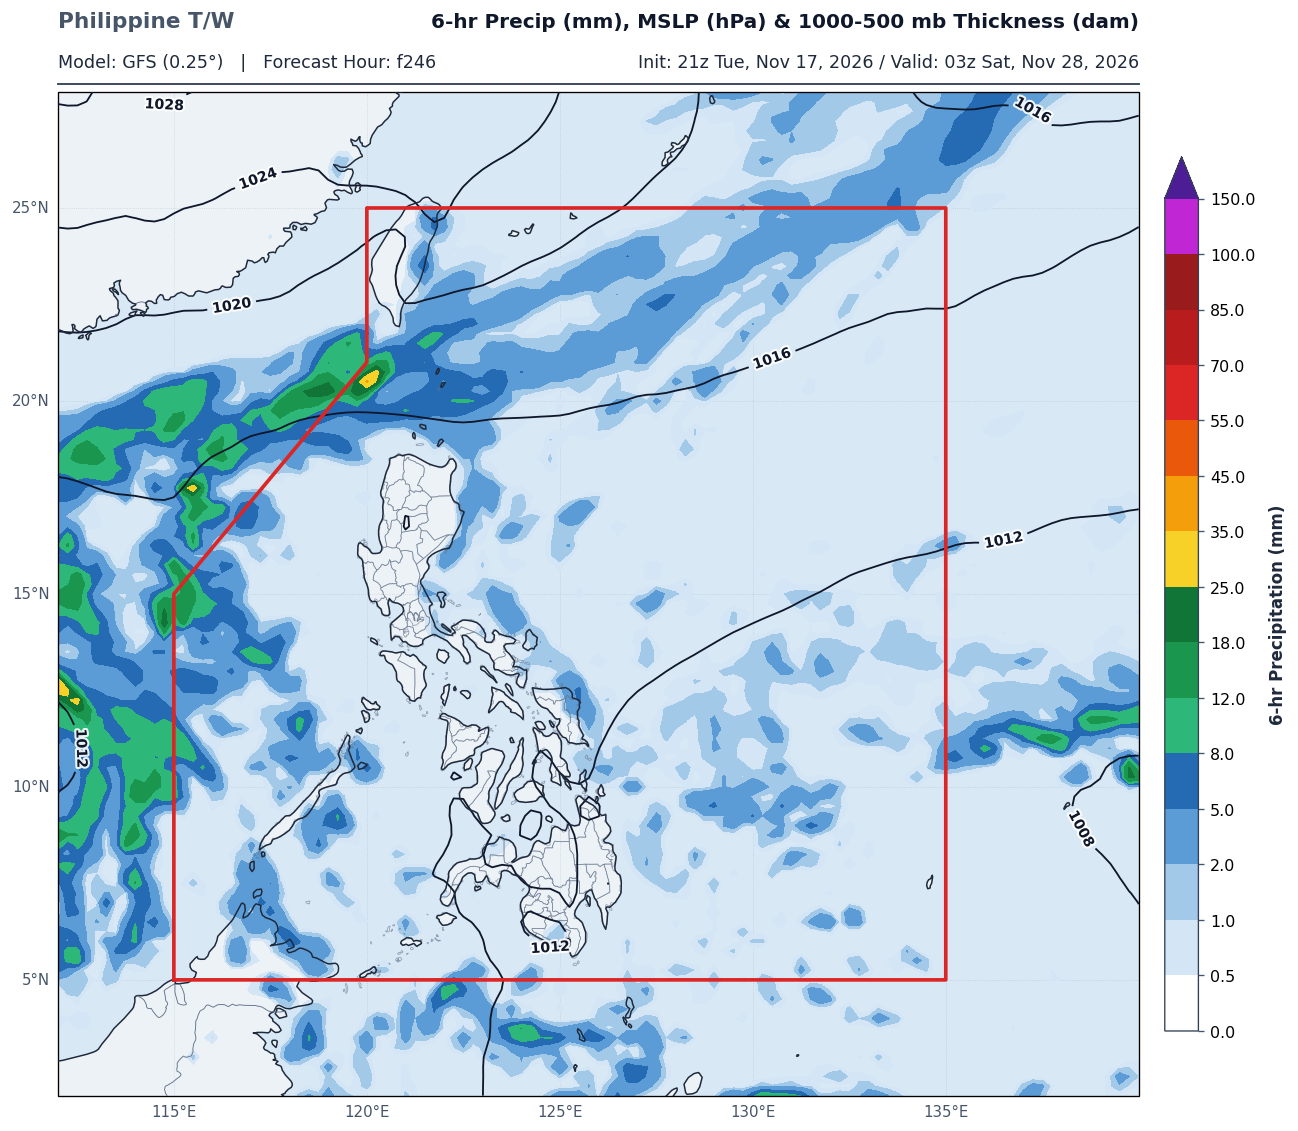 Philippine T/W
6-hr Precip (mm), MSLP (hPa) & 1000-500 mb Thickness (dam)
Model: GFS (0.25°) | Forecast Hour: f246
Init: 21z Tue, Nov 17, 2026 / Valid: 03z Sat, Nov 28, 2026
1028
1016
1024
25°N
1020
1016
20°N
1012
15°N
1012
10°N
1008
1012
5°N
115°E
120°E
125°E
130°E
135°E
150.0
100.0
85.0
70.0
55.0
45.0
35.0
25.0
18.0
12.0
8.0
5.0
2.0
1.0
0.5
0.0
6-hr Precipitation (mm)